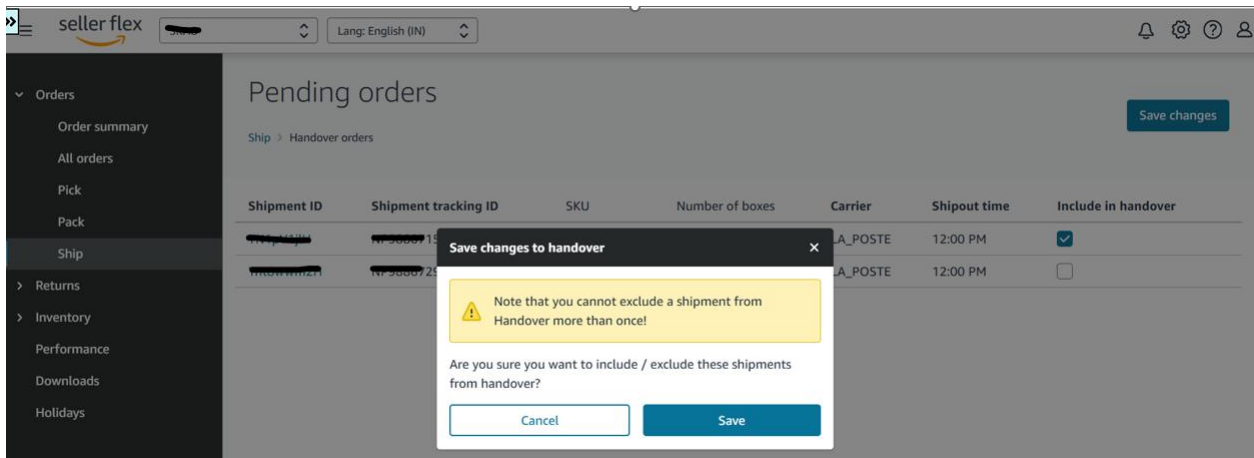 seller flex
Lang: English (IN)
Orders
Order summary
All orders
Pick
Pack
Ship
Returns
Inventory
Performance
Downloads
Holidays
Pending orders
Ship > Handover orders
Save changes
Shipment ID Shipment tracking ID SKU Number of boxes Carrier Shipout time Include in handover
LA_POSTE 12:00 PM
LA_POSTE 12:00 PM
Save changes to handover
Note that you cannot exclude a shipment from
Handover more than once!
Are you sure you want to include / exclude these shipments
from handover?
Cancel
Save